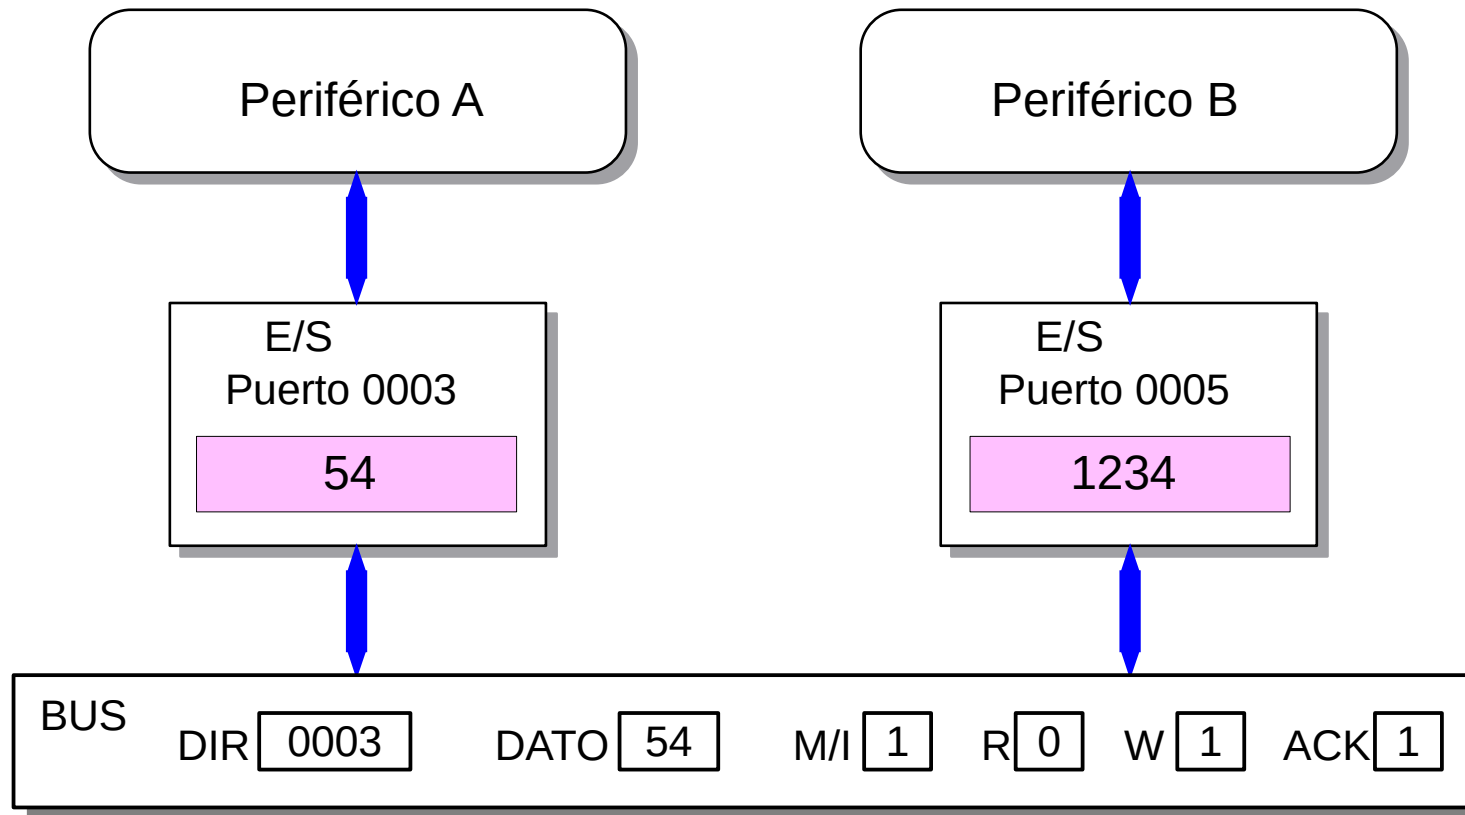 Periférico A
Periférico B
E/S
Puerto 0003
54
E/S
Puerto 0005
1234
BUS
DIR 0003 DATO 54 M/I 1 R 0 W 1 ACK 1